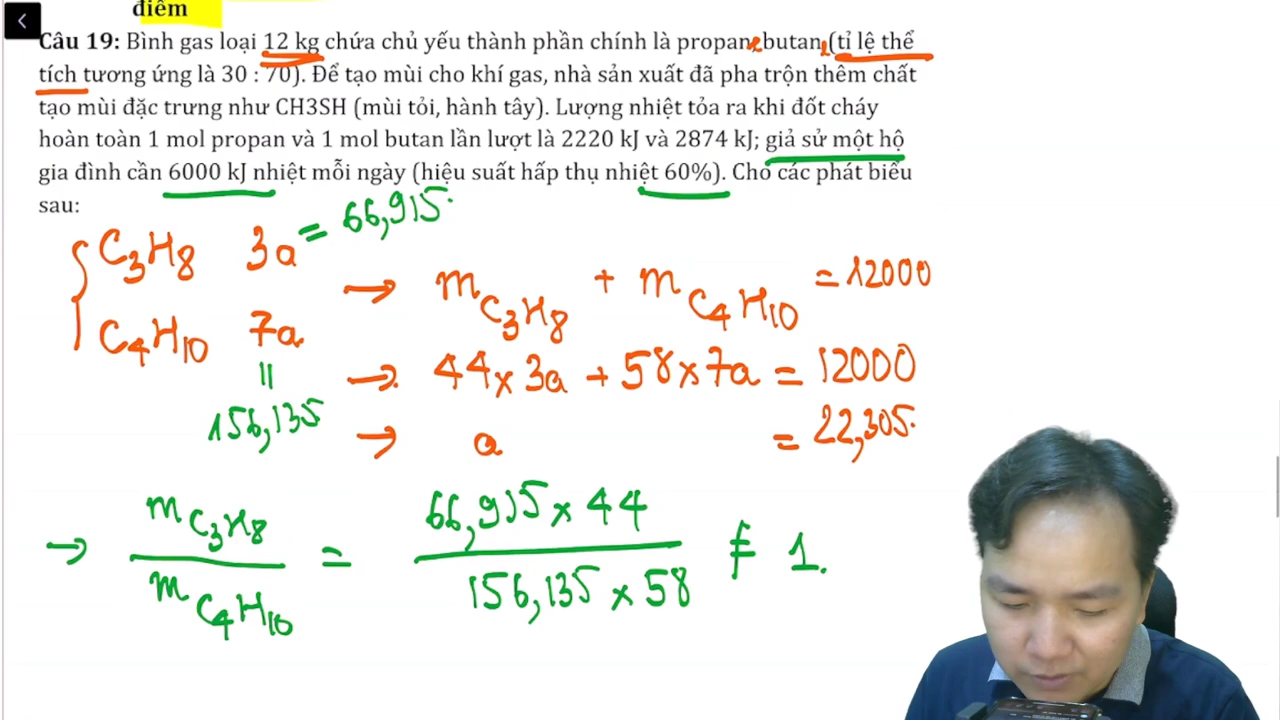 điểm
Câu 19: Bình gas loại 12 kg chứa chủ yếu thành phần chính là propan butan (tỉ lệ thể
tích tương ứng là 30 : 70). Để tạo mùi cho khí gas, nhà sản xuất đã pha trộn thêm chất
tạo mùi đặc trưng như CH3SH (mùi tỏi, hành tây). Lượng nhiệt tỏa ra khi đốt cháy
hoàn toàn 1 mol propan và 1 mol butan lần lượt là 2220 kJ và 2874 kJ; giả sử một hộ
gia đình cần 6000 kJ nhiệt mỗi ngày (hiệu suất hấp thụ nhiệt 60%). Cho các phát biểu
sau:
C3H8 3a = 66,915
C4H10 7a
=
156,135
→ mC3H8 + mC4H10 = 12000
→ 44 x 3a + 58 x 7a = 12000
→ a = 22,305
→ mC3H8 / mC4H10 = 66,915 x 44 / 156,135 x 58 ≠ 1.